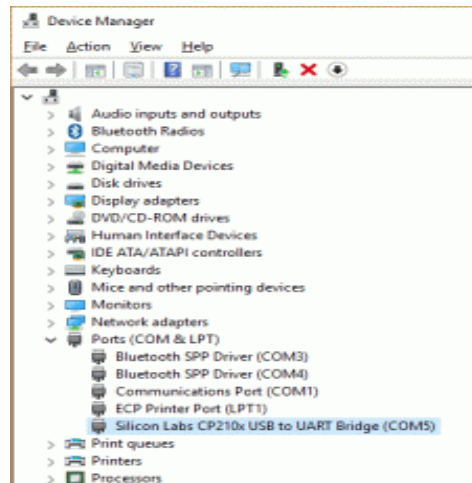 Device Manager
File Action View Help
Audio inputs and outputs
Bluetooth Radios
Computer
Digital Media Devices
Disk drives
Display adapters
DVD/CD-ROM drives
Human Interface Devices
IDE ATA/ATAPI controllers
Keyboards
Mice and other pointing devices
Monitors
Network adapters
Ports (COM & LPT)
Bluetooth SPP Driver (COM3)
Bluetooth SPP Driver (COM4)
Communications Port (COM1)
ECP Printer Port (LPT1)
Silicon Labs CP210x USB to UART Bridge (COM5)
Print queues
Printers
Processors